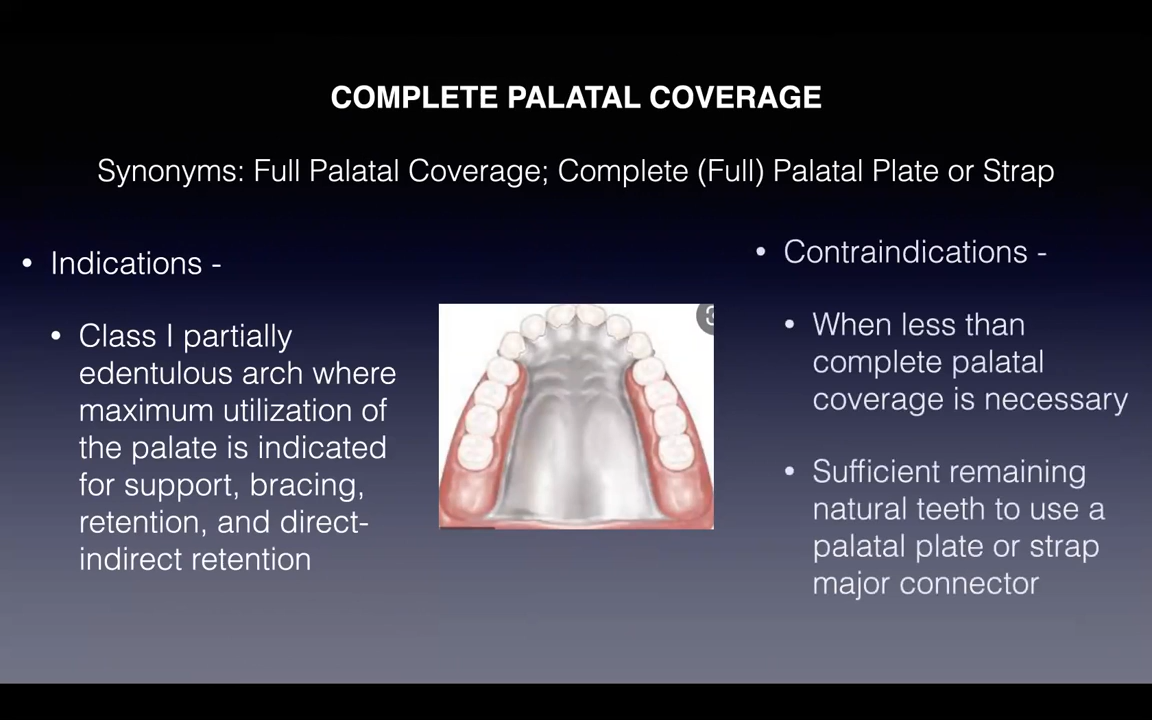 COMPLETE PALATAL COVERAGE
Synonyms: Full Palatal Coverage; Complete (Full) Palatal Plate or Strap
• Indications -
• Class I partially
edentulous arch where
maximum utilization of
the palate is indicated
for support, bracing,
retention, and direct-
indirect retention
• Contraindications -
• When less than
complete palatal
coverage is necessary
• Sufficient remaining
natural teeth to use a
palatal plate or strap
major connector